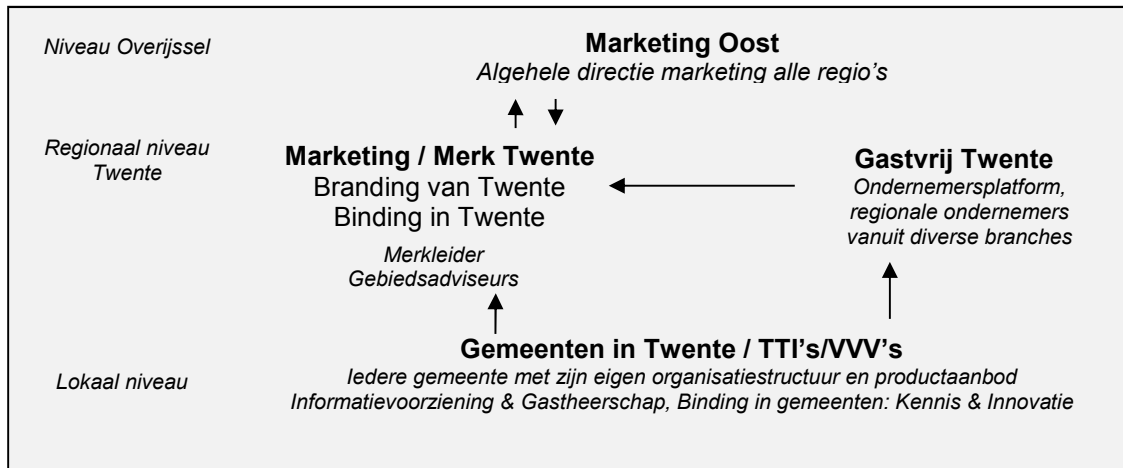 Niveau Overijssel
Marketing Oost
Algehele directie marketing alle regio's
Regionaal niveau
Twente
Marketing / Merk Twente
Branding van Twente
Binding in Twente
Merkleider
Gebiedsadviseurs
Gastvrij Twente
Ondernemersplatform,
regionale ondernemers
vanuit diverse branches
Lokaal niveau
Gemeenten in Twente / TTI's/VVV's
Iedere gemeente met zijn eigen organisatiestructuur en productaanbod
Informatievoorziening & Gastheerschap, Binding in gemeenten: Kennis & Innovatie